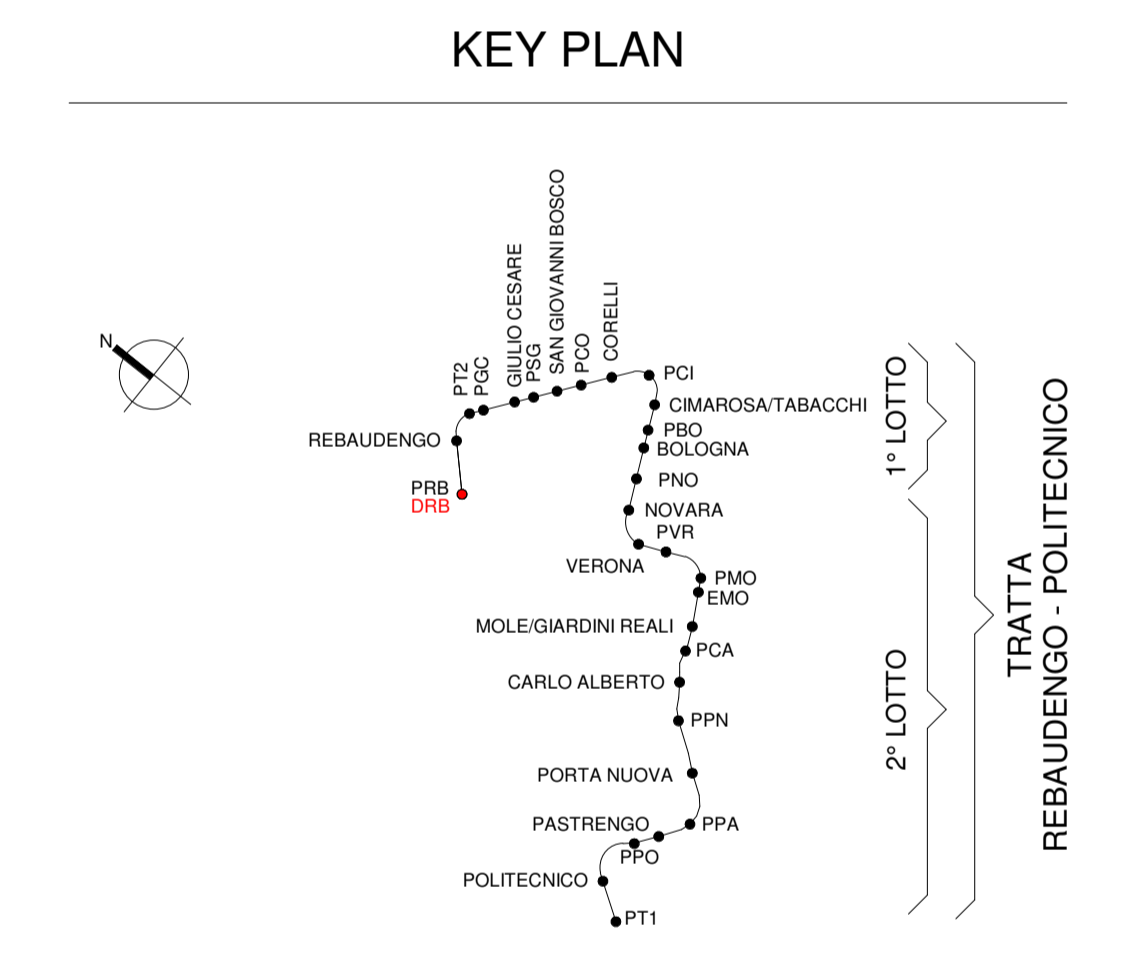 KEY PLAN
N
REBAUDENGO
PRB
DRB
PT2
PGC
GIULIO CESARE
PSG
SAN GIOVANNI BOSCO
PCO
CORELLI
PCI
CIMAROSA/TABACCHI
PBO
BOLOGNA
PNO
NOVARA
PVR
VERONA
PMO
EMO
MOLE/GIARDINI REALI
PCA
CARLO ALBERTO
PPN
PORTA NUOVA
PASTRENGO
PPA
PPO
POLITECNICO
PT1
1° LOTTO
2° LOTTO
TRATTA
REBAUDENGO - POLITECNICO